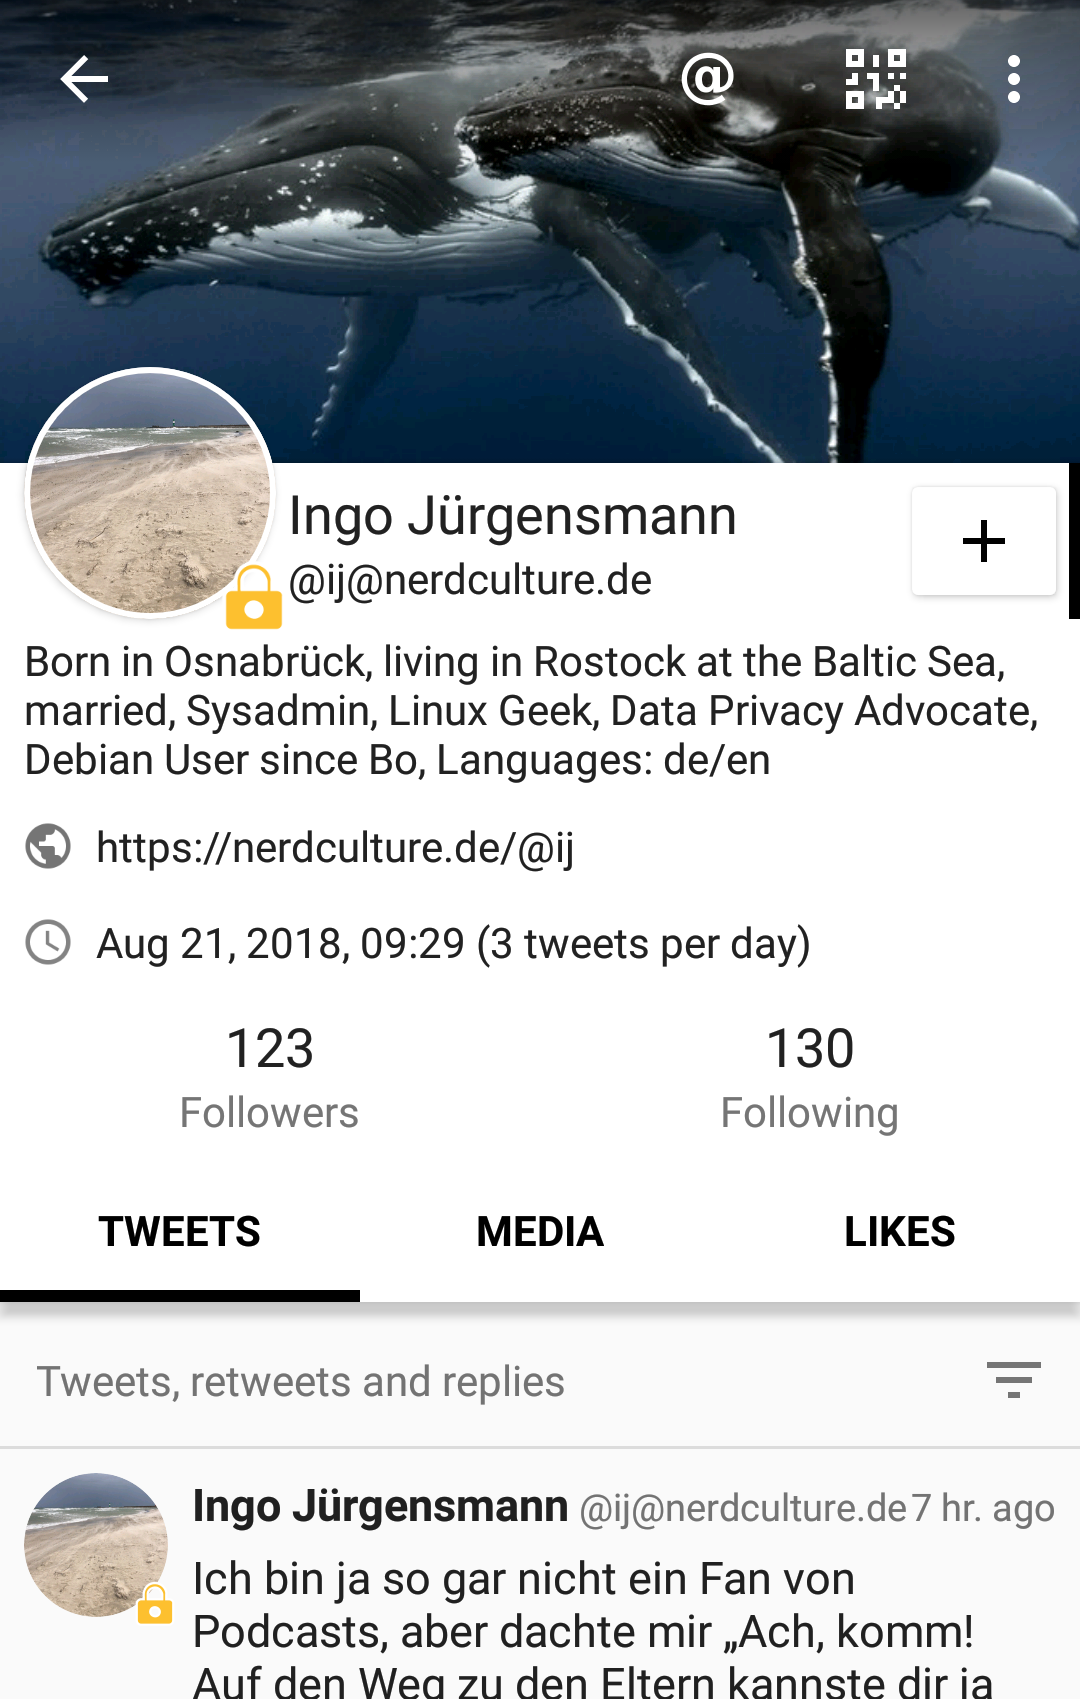 Ingo Jürgensmann
@ij@nerdculture.de
Born in Osnabrück, living in Rostock at the Baltic Sea,
married, Sysadmin, Linux Geek, Data Privacy Advocate,
Debian User since Bo, Languages: de/en
https://nerdculture.de/@ij
Aug 21, 2018, 09:29 (3 tweets per day)
123 130
Followers Following
TWEETS MEDIA LIKES
Tweets, retweets and replies
Ingo Jürgensmann @ij@nerdculture.de 7 hr. ago
Ich bin ja so gar nicht ein Fan von
Podcasts, aber dachte mir „Ach, komm!
Auf den Weg zu den Eltern kannste dir ja